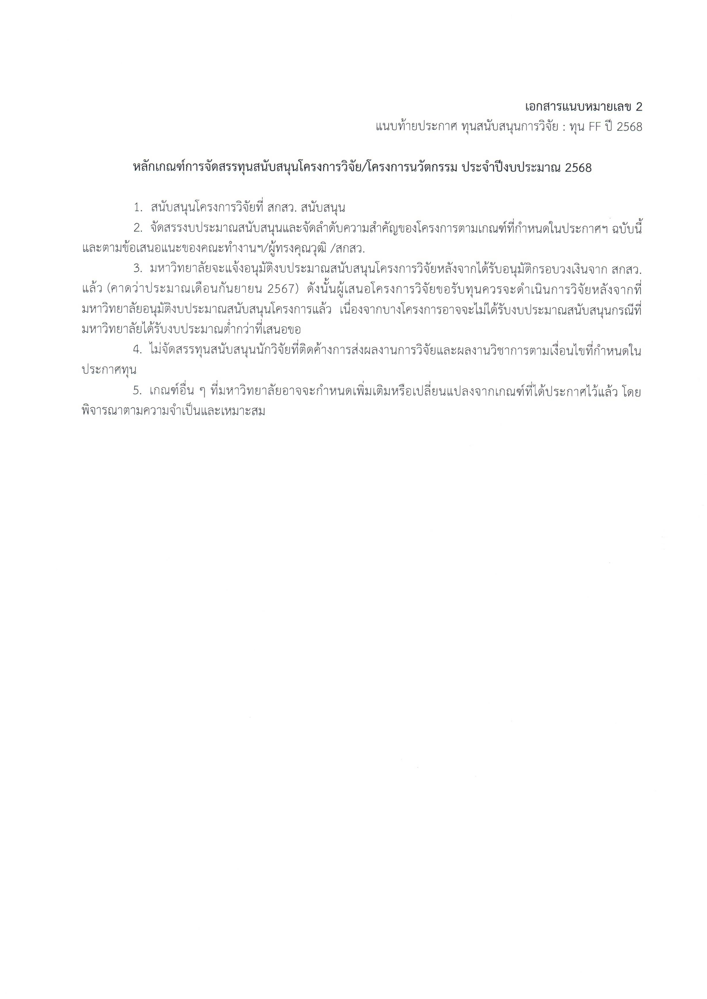 เอกสารแนบหมายเลข 2
แนบท้ายประกาศ ทุนสนับสนุนการวิจัย : ทุน FF ปี 2568
หลักเกณฑ์การจัดสรรทุนสนับสนุนโครงการวิจัย/โครงการนวัตกรรม ประจำปีงบประมาณ 2568
1. สนับสนุนโครงการวิจัยที่ สกสว. สนับสนุน
2. จัดสรรงบประมาณสนับสนุนและจัดลำดับความสำคัญของโครงการตามเกณฑ์ที่กำหนดในประกาศฯ ฉบับนี้
และตามข้อเสนอแนะของคณะทำงานฯ/ผู้ทรงคุณวุฒิ /สกสว.
3. มหาวิทยาลัยจะแจ้งอนุมัติงบประมาณสนับสนุนโครงการวิจัยหลังจากได้รับอนุมัติกรอบวงเงินจาก สกสว.
แล้ว (คาดว่าประมาณเดือนกันยายน 2567) ดังนั้นผู้เสนอโครงการวิจัยขอรับทุนควรจะดำเนินการวิจัยหลังจากที่
มหาวิทยาลัยอนุมัติงบประมาณสนับสนุนโครงการแล้ว เนื่องจากบางโครงการอาจจะไม่ได้รับงบประมาณสนับสนุนกรณีที่
มหาวิทยาลัยได้รับงบประมาณต่ำกว่าที่เสนอขอ
4. ไม่จัดสรรทุนสนับสนุนนักวิจัยที่ติดค้างการส่งผลงานการวิจัยและผลงานวิชาการตามเงื่อนไขที่กำหนดใน
ประกาศทุน
5. เกณฑ์อื่น ๆ ที่มหาวิทยาลัยอาจจะกำหนดเพิ่มเติมหรือเปลี่ยนแปลงจากเกณฑ์ที่ได้ประกาศไว้แล้ว โดย
พิจารณาตามความจำเป็นและเหมาะสม